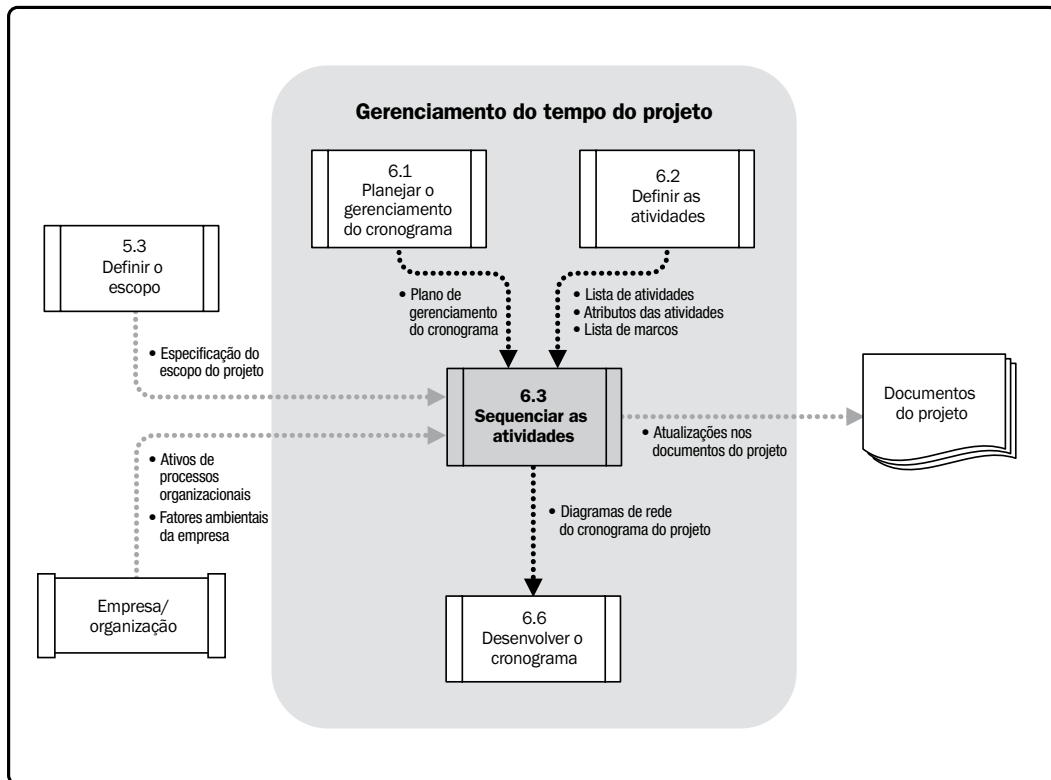 Gerenciamento do tempo do projeto
6.1
Planejar o
gerenciamento
do cronograma
6.2
Definir as
atividades
5.3
Definir o
escopo
• Plano de
gerenciamento
do cronograma
• Lista de atividades
• Atributos das atividades
• Lista de marcos
• Especificação do
escopo do projeto
6.3
Sequenciar as
atividades
Documentos
do projeto
• Atualizações nos
documentos do projeto
• Ativos de
processos
organizacionais
• Fatores ambientais
da empresa
• Diagramas de rede
do cronograma do projeto
Empresa/
organização
6.6
Desenvolver o
cronograma